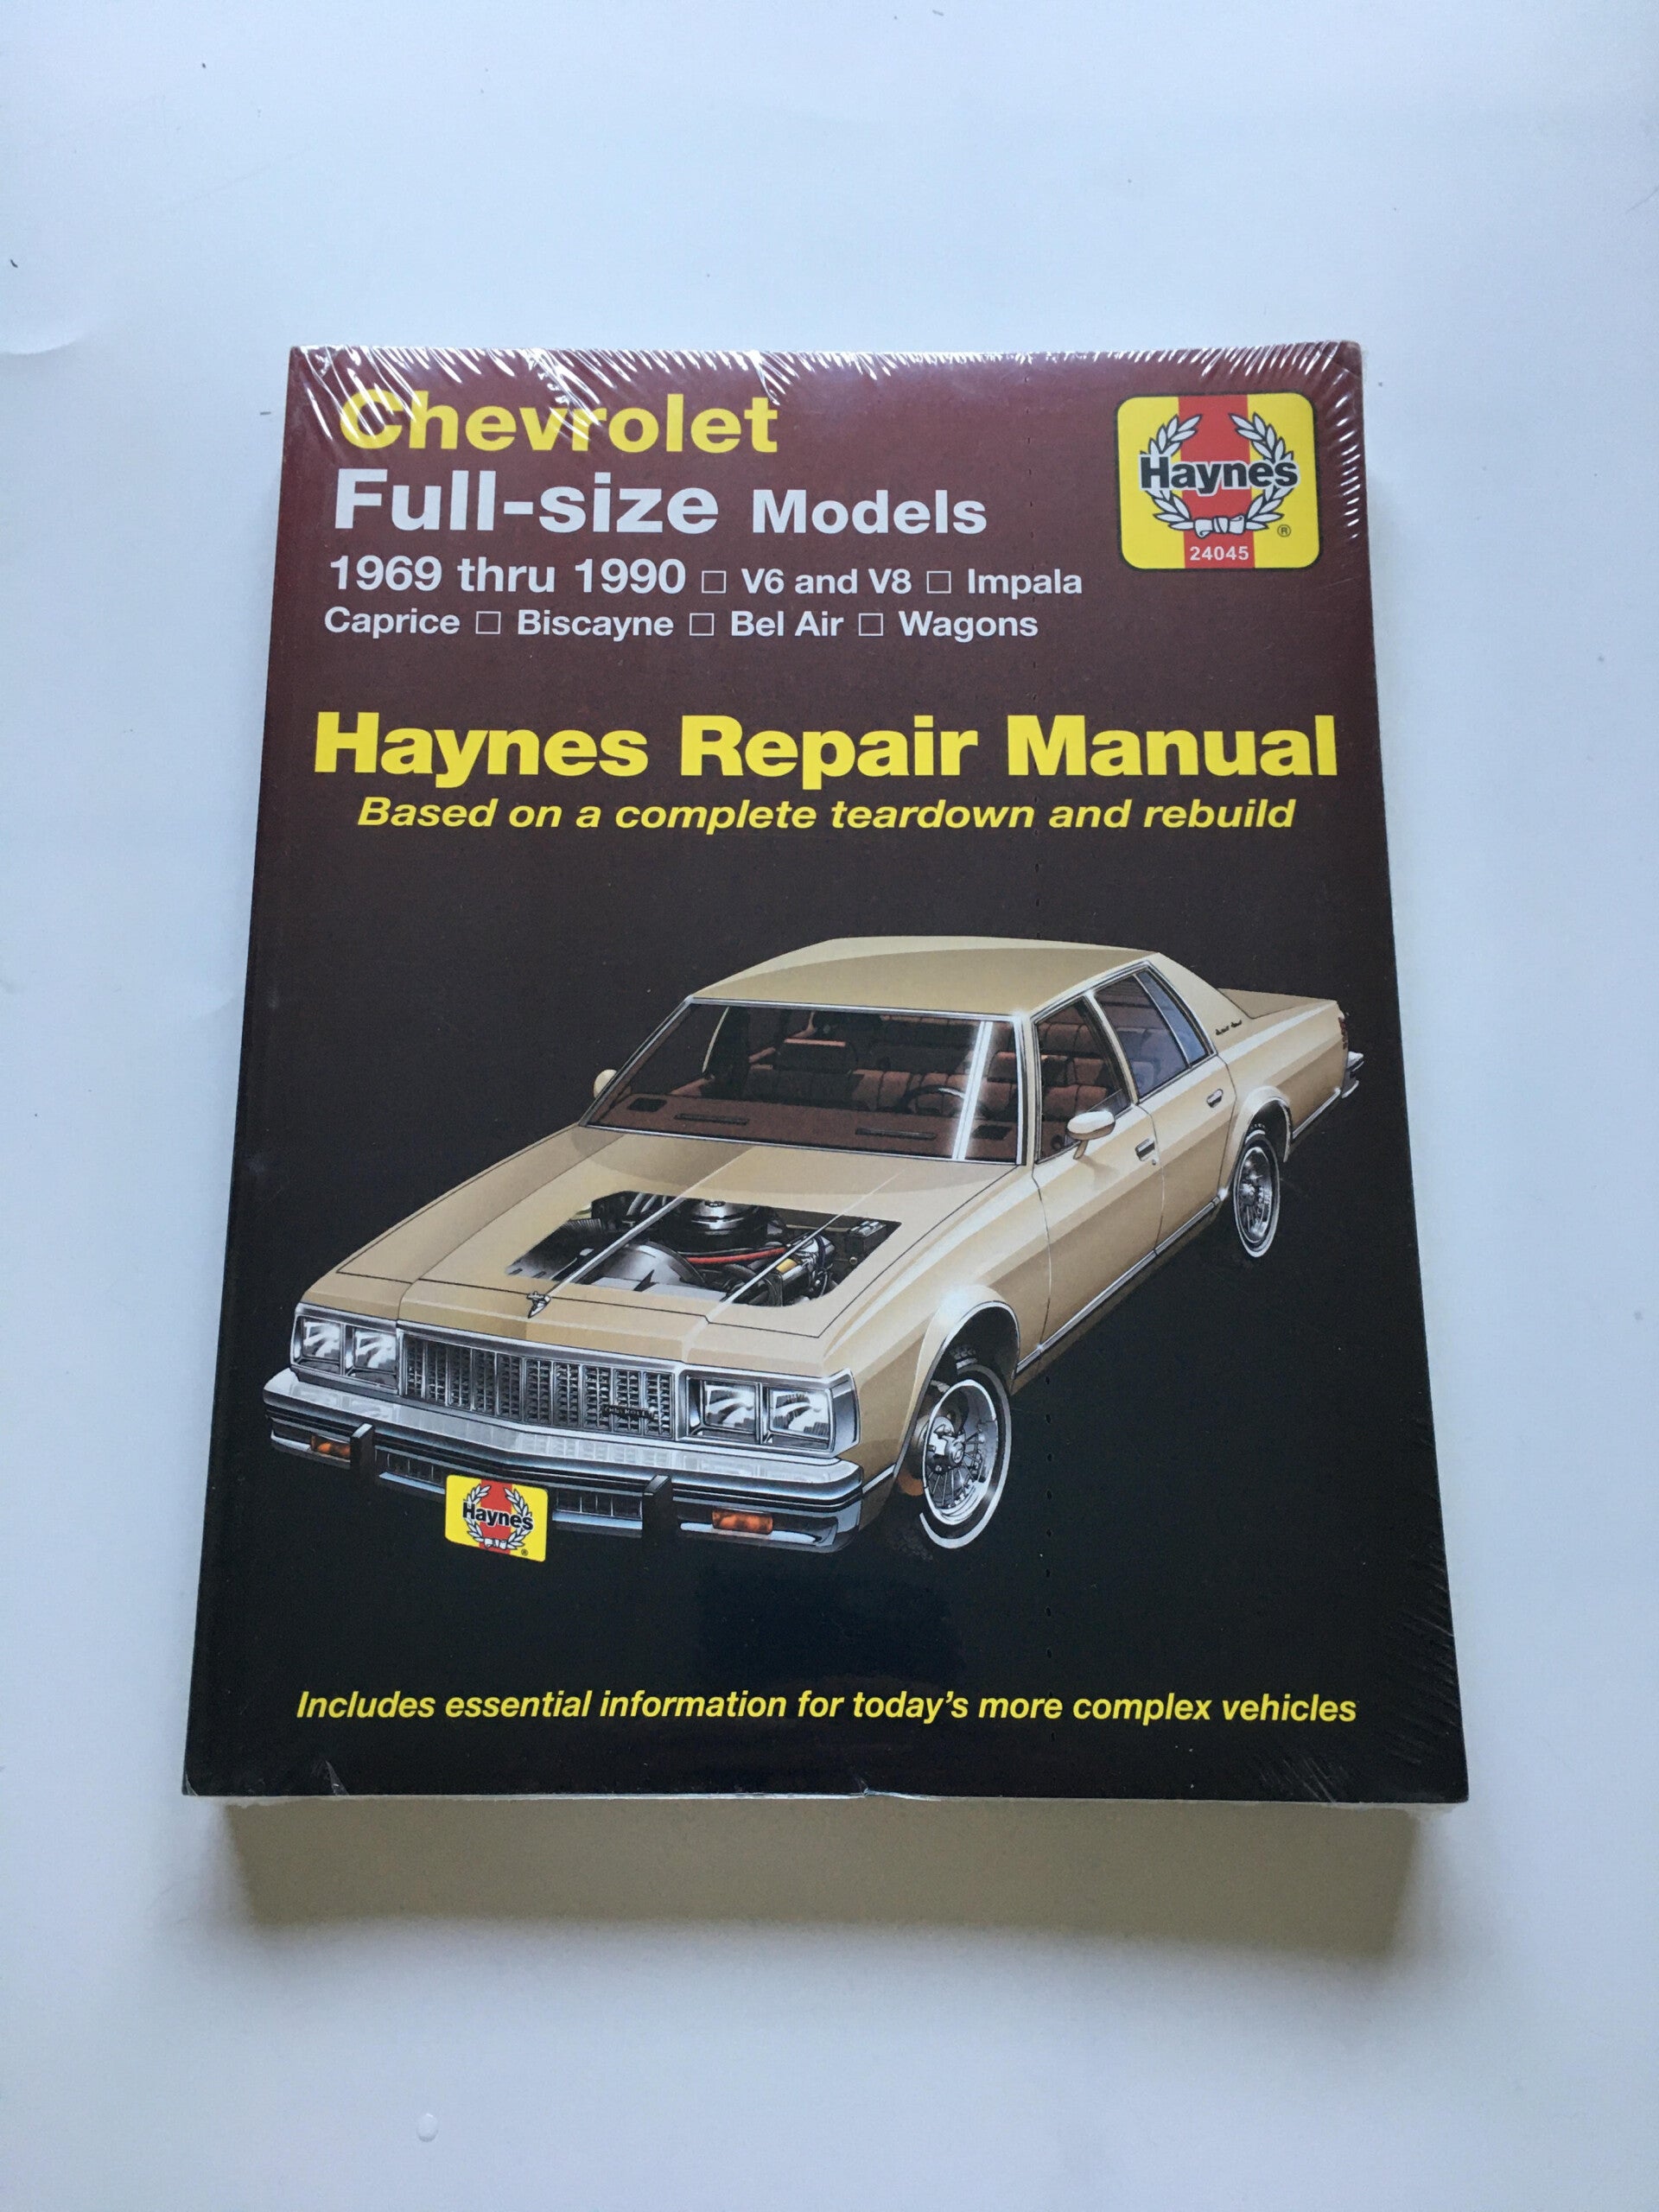 Chevrolet
Full-size Models
1969 thru 1990 □ V6 and V8 □ Impala
Caprice □ Biscayne □ Bel Air □ Wagons
Haynes
®
24045
Haynes Repair Manual
Based on a complete teardown and rebuild
CHEVROLET
Haynes
®
Includes essential information for today's more complex vehicles